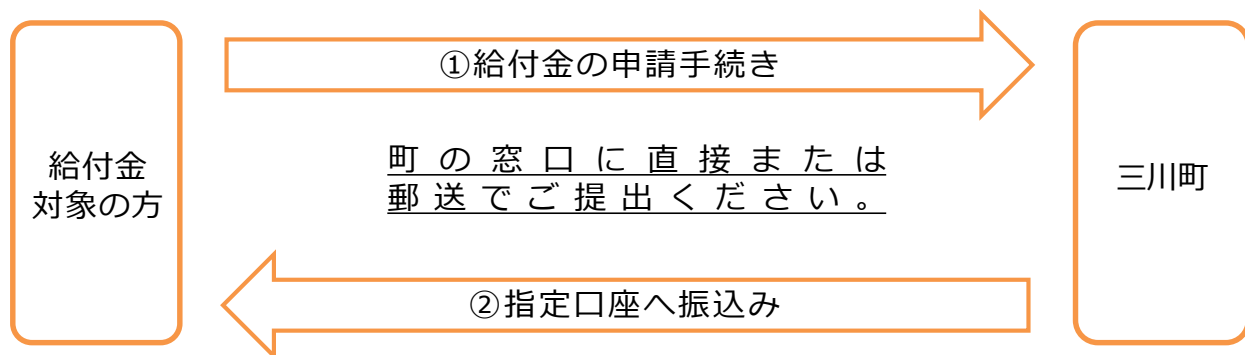 ①給付金の申請手続き
給付金
対象の方
町の窓口に直接または
郵送でご提出ください。
三川町
②指定口座へ振込み